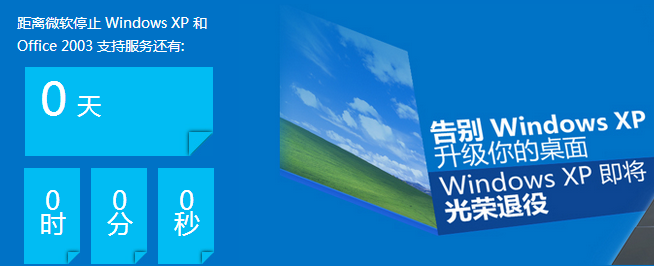 距离微软停止 Windows XP 和
Office 2003 支持服务还有:
0 天
0
时
0
分
0
秒
告别 Windows XP
升级你的桌面
Windows XP 即将
光荣退役